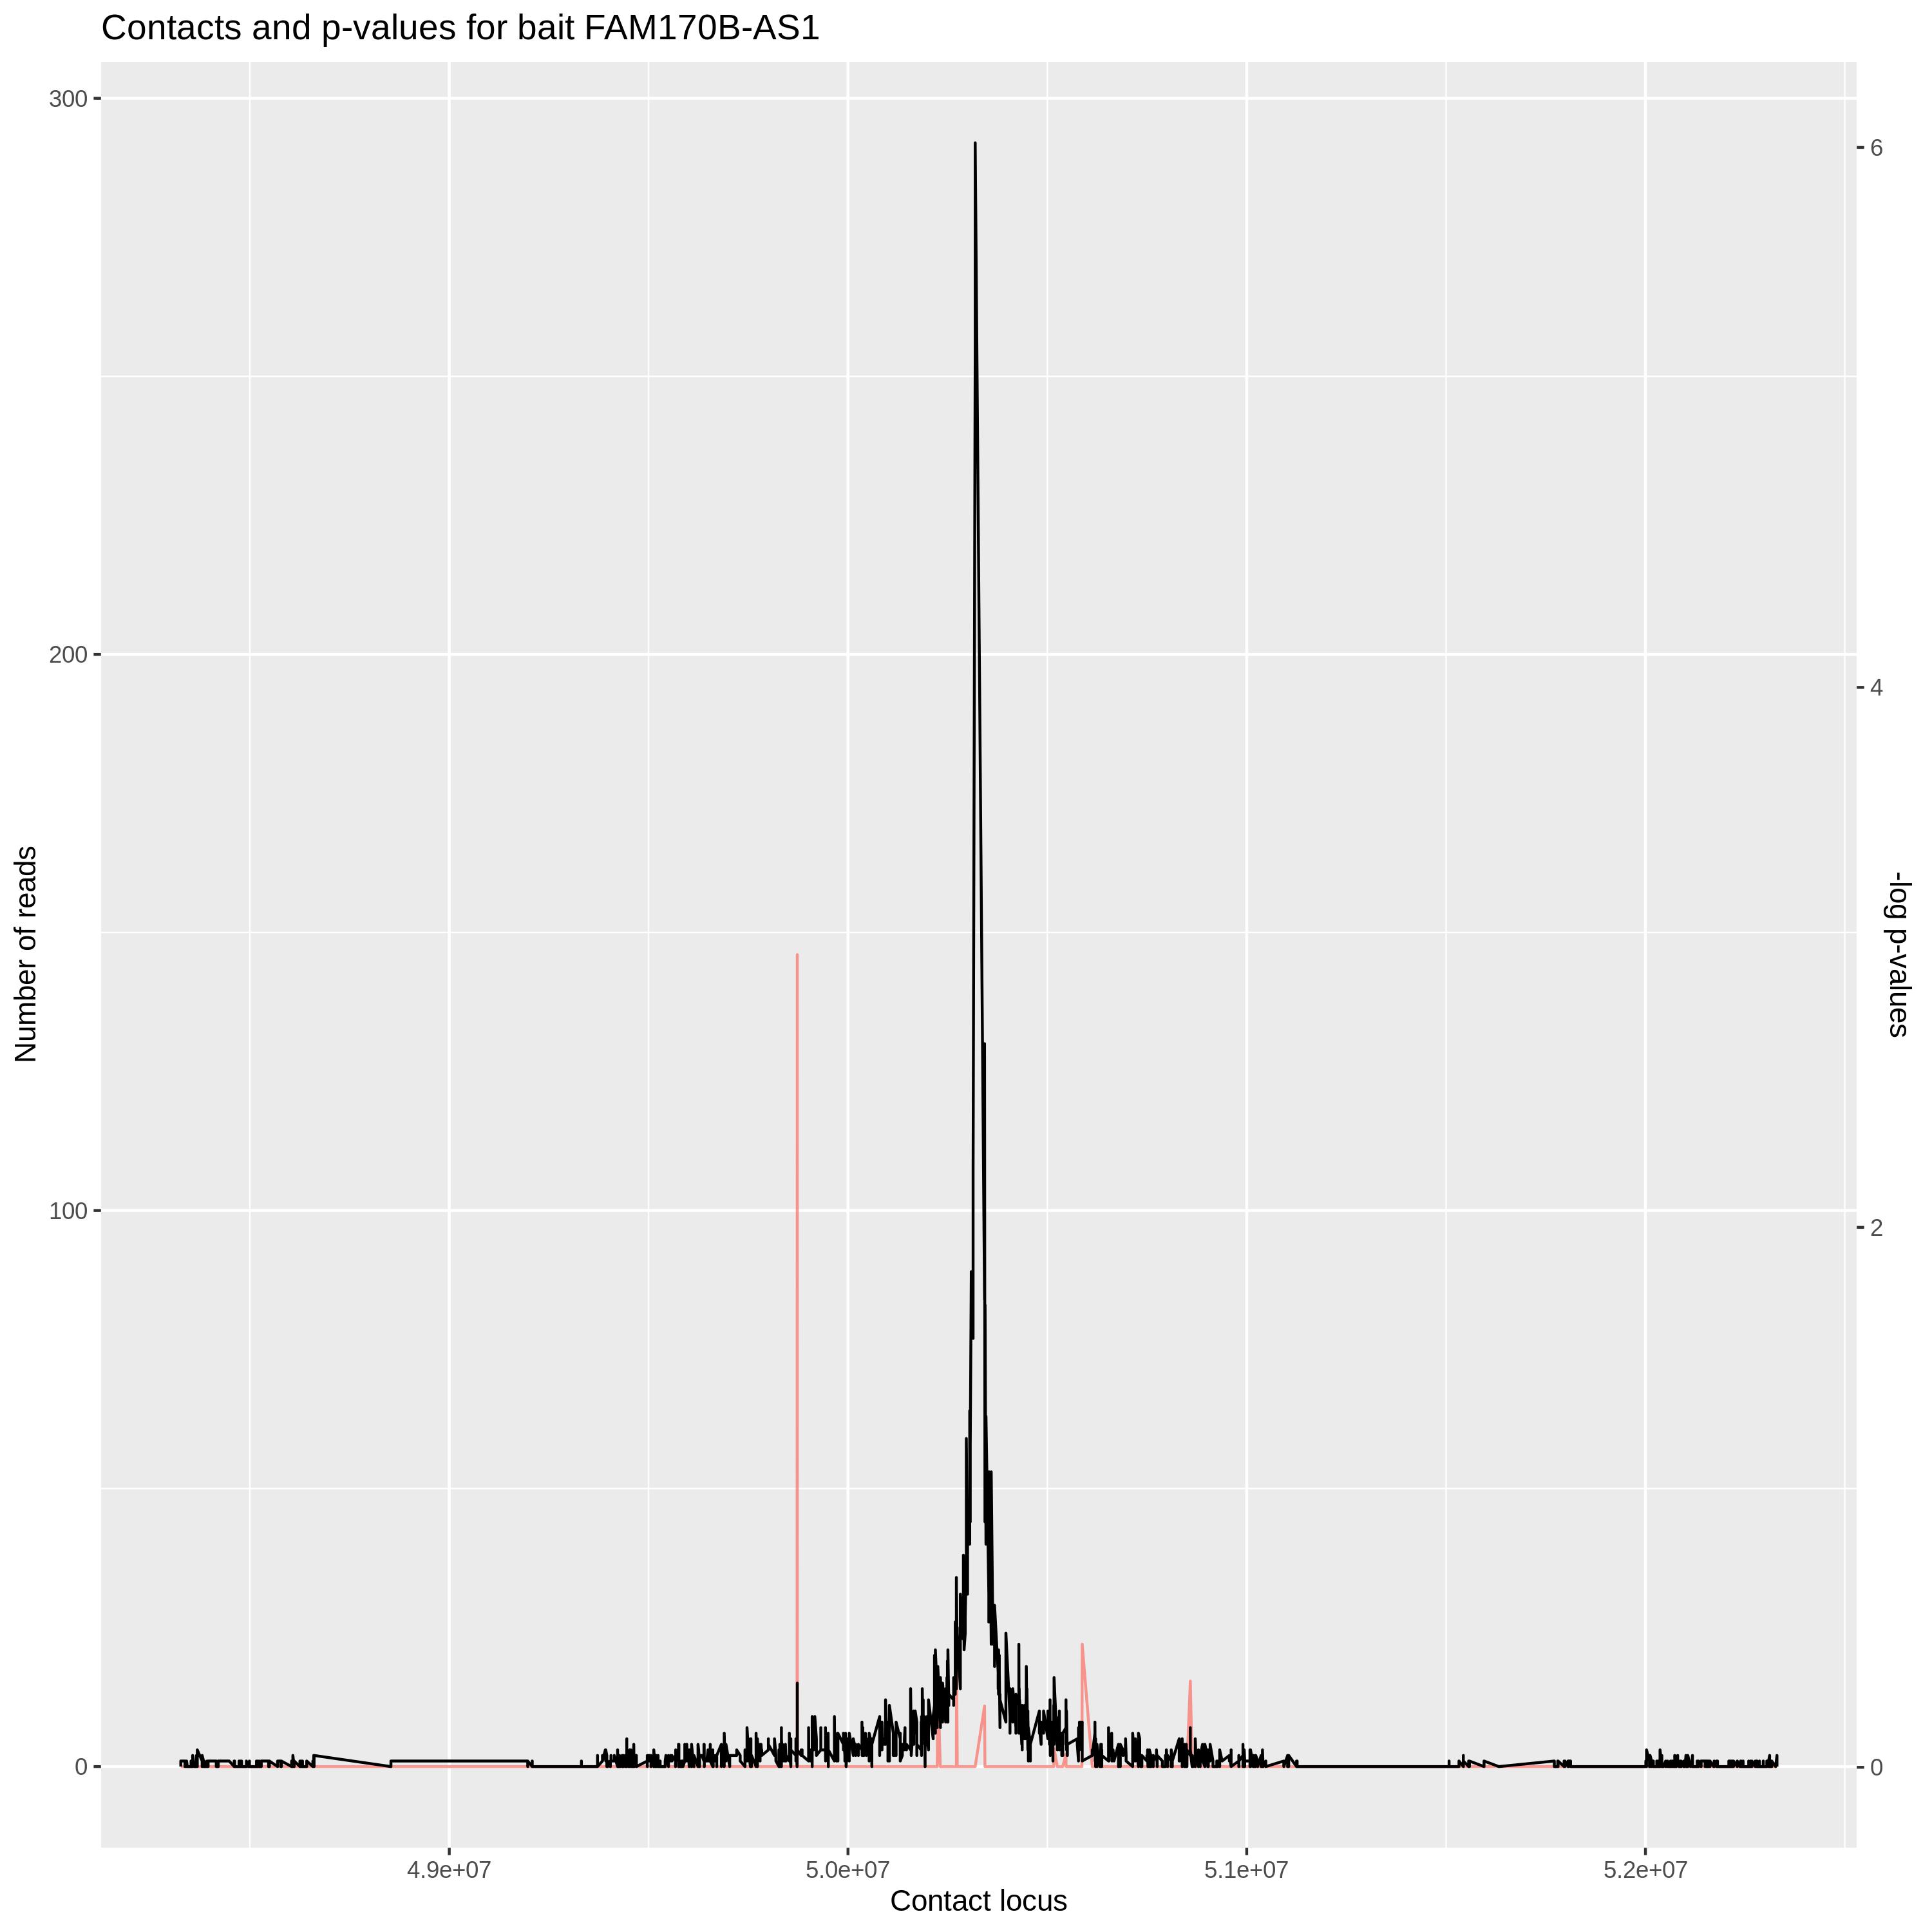 Contacts and p-values for bait FAM170B-AS1
300
200
100
0
Number of reads
6
4
2
0
-log p-values
4.9e+07
5.0e+07
5.1e+07
5.2e+07
Contact locus